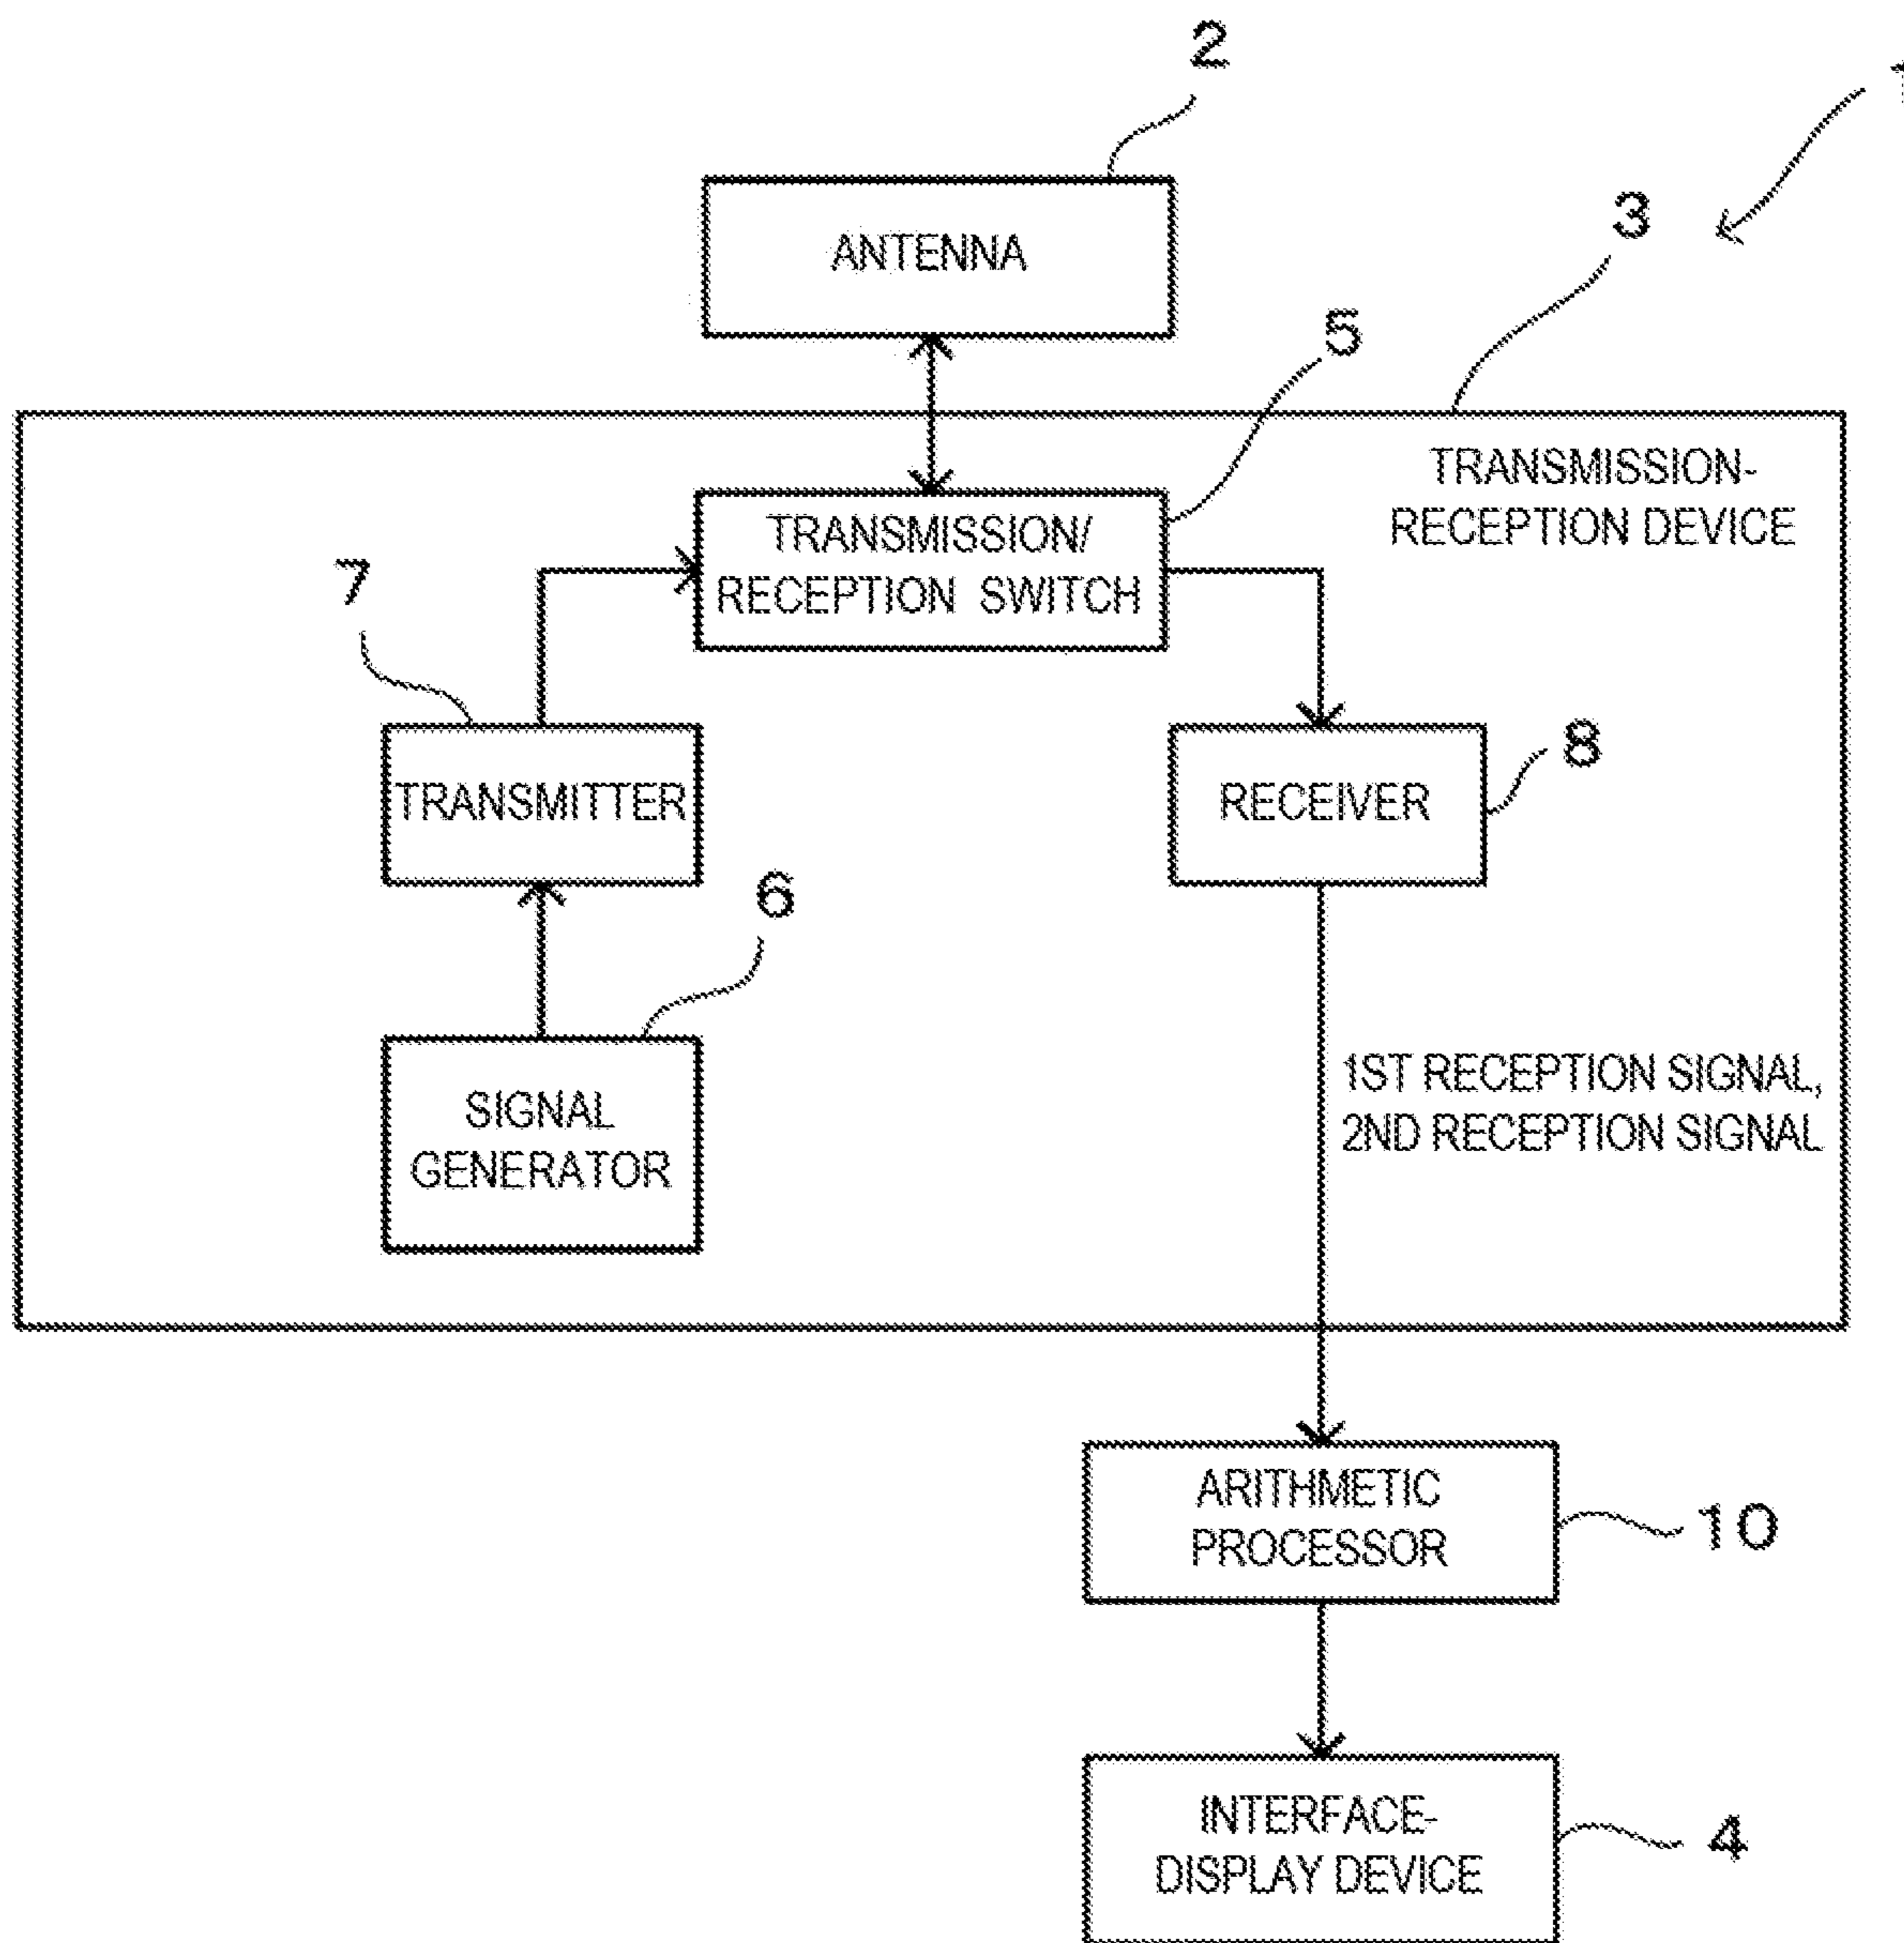 2
1
ANTENNA
3
5
TRANSMISSION-
RECEPTION DEVICE
TRANSMISSION/
RECEPTION SWITCH
7
TRANSMITTER
RECEIVER
8
6
SIGNAL
GENERATOR
1ST RECEPTION SIGNAL,
2ND RECEPTION SIGNAL
ARITHMETIC
PROCESSOR
10
INTERFACE-
DISPLAY DEVICE
4